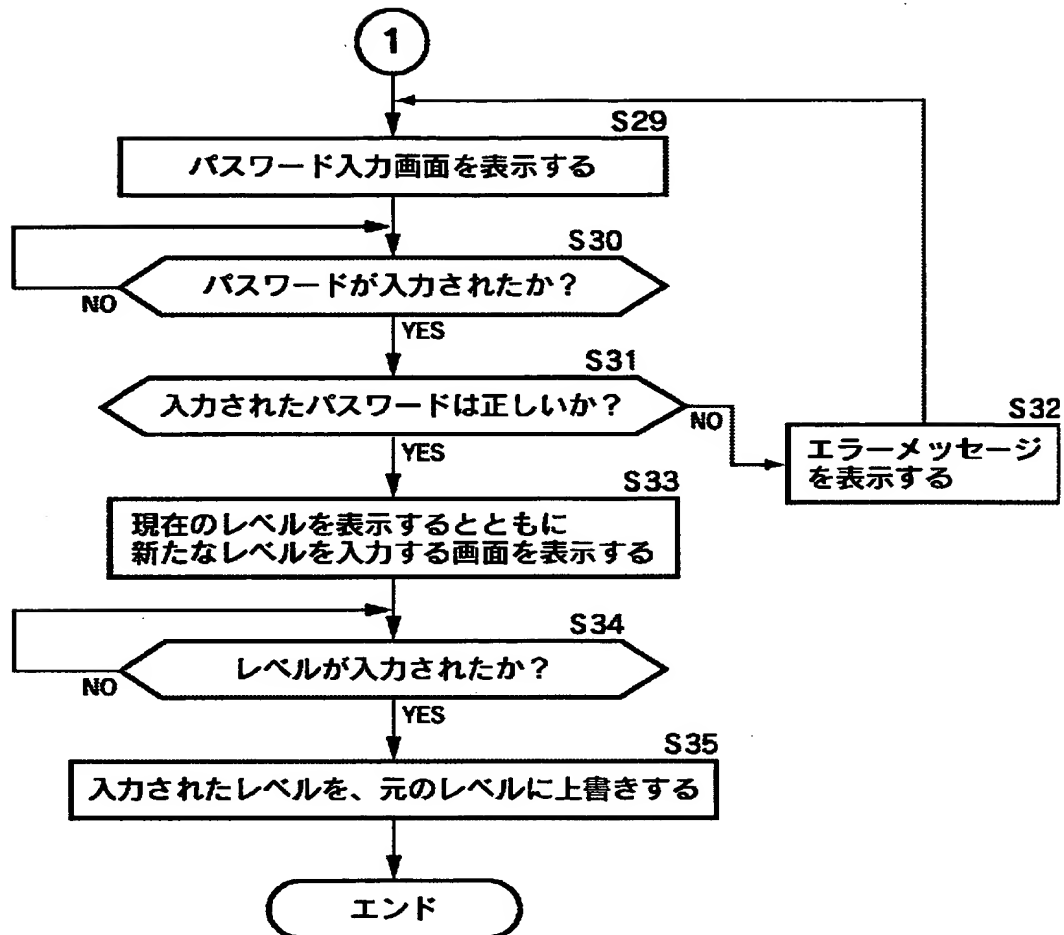 1
S29
パスワード入力画面を表示する
S30
パスワードが入力されたか？
NO
YES
S31
入力されたパスワードは正しいか？
NO
YES
S32
エラーメッセージ
を表示する
S33
現在のレベルを表示するとともに
新たなレベルを入力する画面を表示する
S34
レベルが入力されたか？
NO
YES
S35
入力されたレベルを、元のレベルに上書きする
エンド